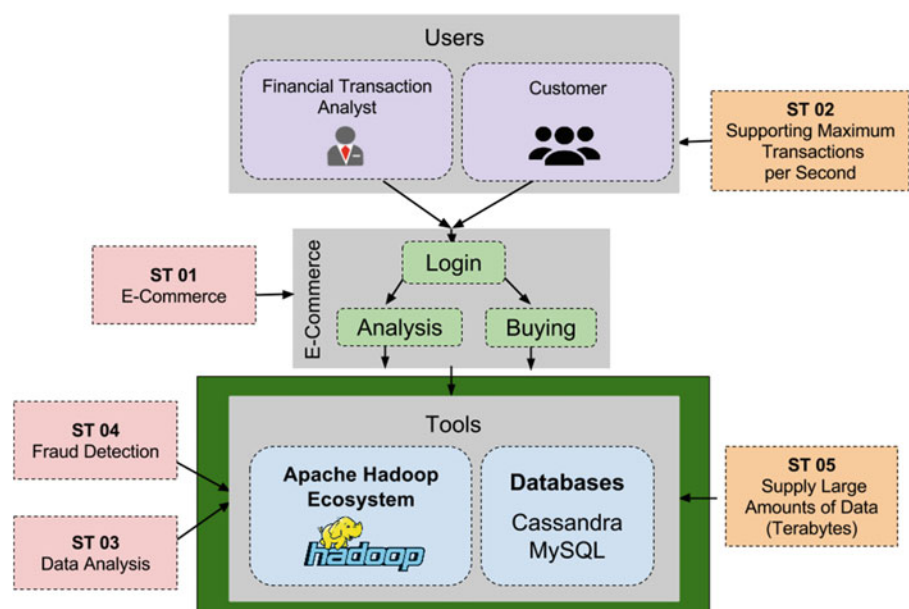 Users
Financial Transaction
Analyst
Customer
ST 02
Supporting Maximum
Transactions
per Second
ST 01
E-Commerce
E-Commerce
Login
Analysis
Buying
Tools
ST 04
Fraud Detection
ST 03
Data Analysis
Apache Hadoop
Ecosystem
hadoop
Databases
Cassandra
MySQL
ST 05
Supply Large
Amounts of Data
(Terabytes)